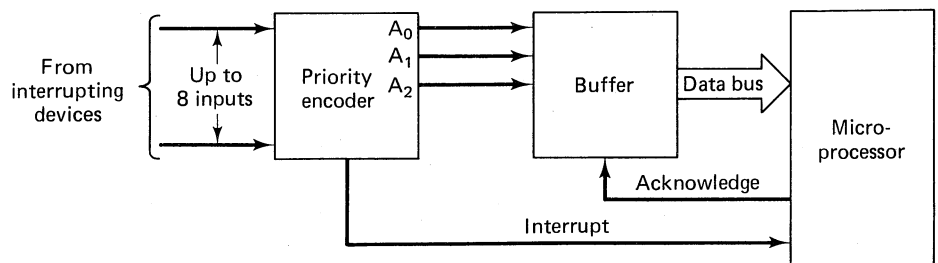 From
interrupting
devices
Up to
8 inputs
Priority
encoder
A0
A1
A2
Buffer
Data bus
Micro-
processor
Acknowledge
Interrupt